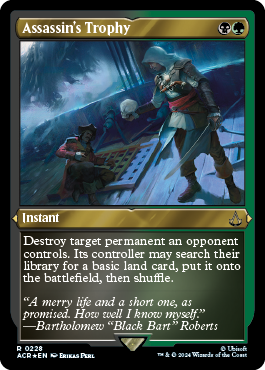 Assassin's Trophy
Instant
Destroy target permanent an opponent
controls. Its controller may search their
library for a basic land card, put it onto
the battlefield, then shuffle.
"A merry life and a short one, as
promised. How well I know myself."
—Bartholomew "Black Bart" Roberts
R 0228
ACR★EN Erikas Perl
© Ubisoft
™ & © 2024 Wizards of the Coast